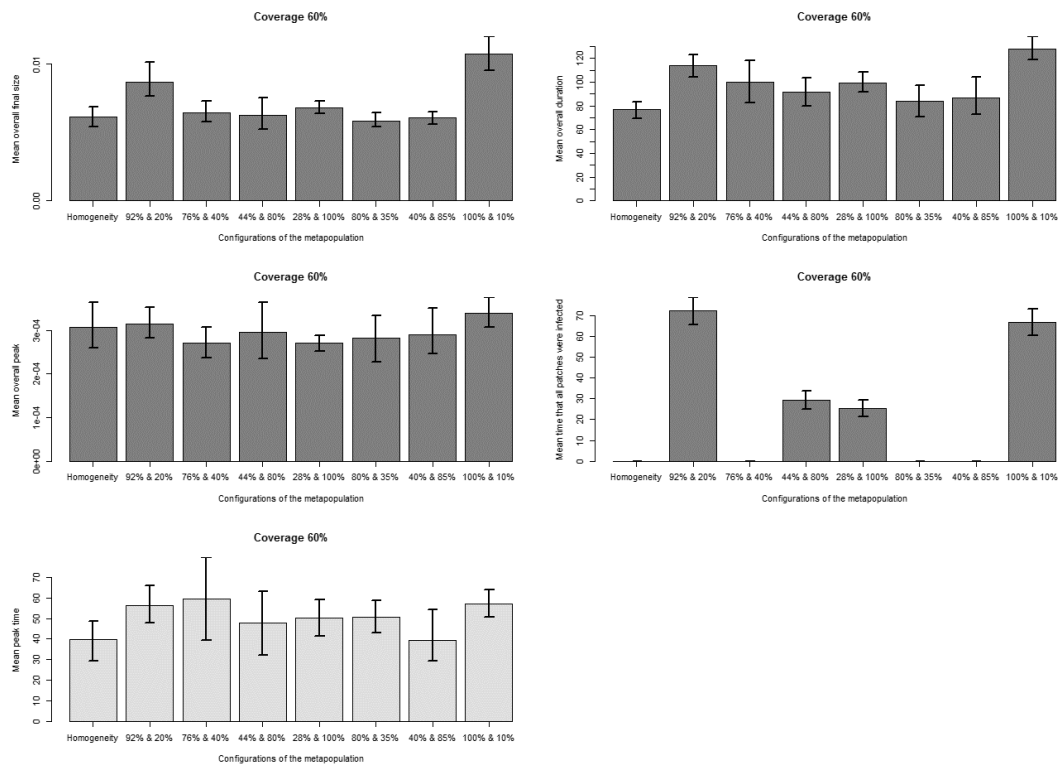 Coverage 60%
Mean overall final size
0.01
0.00
Homogeneity 92% & 20% 76% & 40% 44% & 80% 28% & 100% 80% & 35% 40% & 85% 100% & 10%
Configurations of the metapopulation
Coverage 60%
Mean overall duration
120
100
80
60
40
20
0
Homogeneity 92% & 20% 76% & 40% 44% & 80% 28% & 100% 80% & 35% 40% & 85% 100% & 10%
Configurations of the metapopulation
Coverage 60%
Mean overall peak
3e-04
2e-04
1e-04
0e+00
Homogeneity 92% & 20% 76% & 40% 44% & 80% 28% & 100% 80% & 35% 40% & 85% 100% & 10%
Configurations of the metapopulation
Coverage 60%
Mean time that all patches were infected
70
60
50
40
30
20
10
0
Homogeneity 92% & 20% 76% & 40% 44% & 80% 28% & 100% 80% & 35% 40% & 85% 100% & 10%
Configurations of the metapopulation
Coverage 60%
Mean peak time
70
60
50
40
30
20
10
0
Homogeneity 92% & 20% 76% & 40% 44% & 80% 28% & 100% 80% & 35% 40% & 85% 100% & 10%
Configurations of the metapopulation